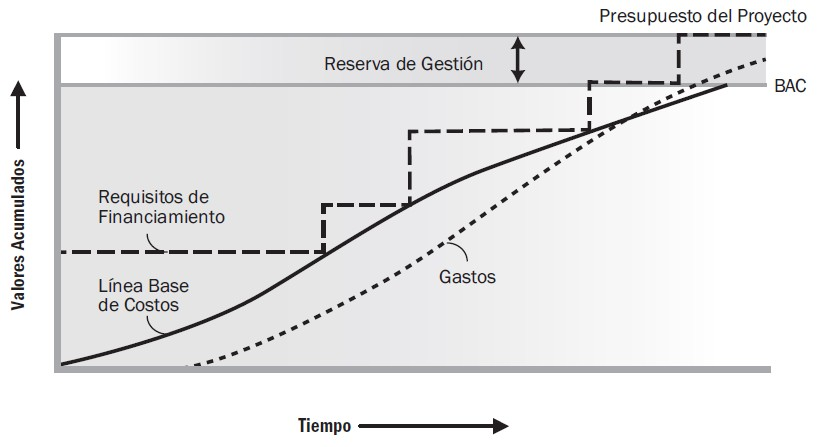 Presupuesto del Proyecto
Reserva de Gestión
BAC
Requisitos de
Financiamiento
Línea Base
de Costos
Gastos
Valores Acumulados
Tiempo